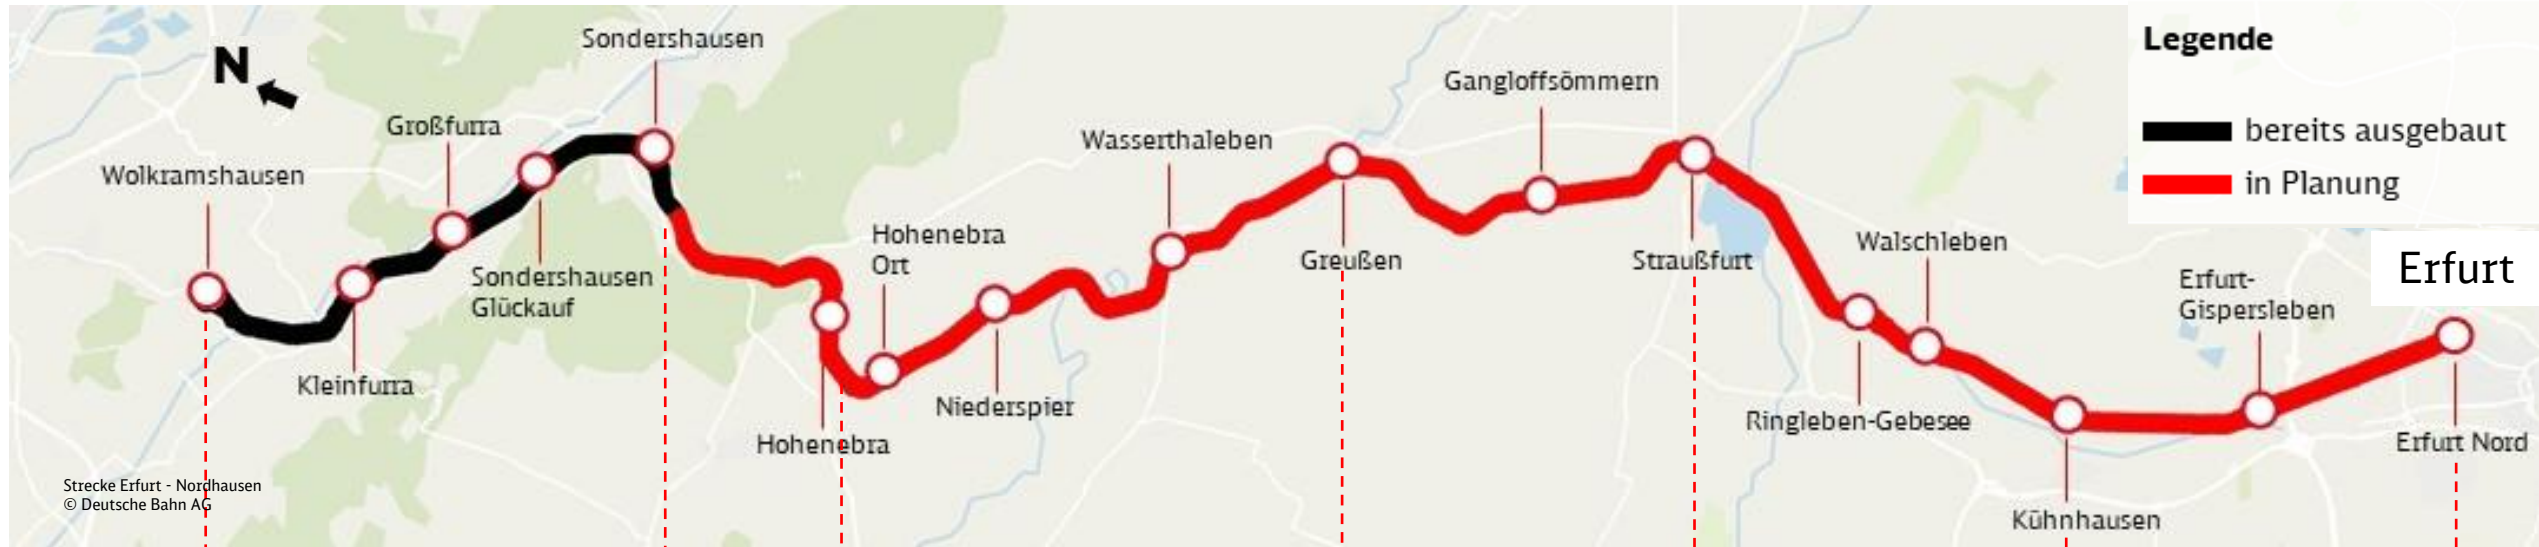 N
Wolkramshausen
Kleinfurra
Großfurra
Sondershausen
Glückauf
Sondershausen
Hohenebra
Hohenebra
Ort
Niederspier
Wasserthaleben
Greußen
Gangloffsömmern
Straußfurt
Ringleben-Gebesee
Walschleben
Kühnhausen
Erfurt-
Gispersleben
Erfurt Nord
Erfurt
Legende
bereits ausgebaut
in Planung
Strecke Erfurt - Nordhausen
© Deutsche Bahn AG